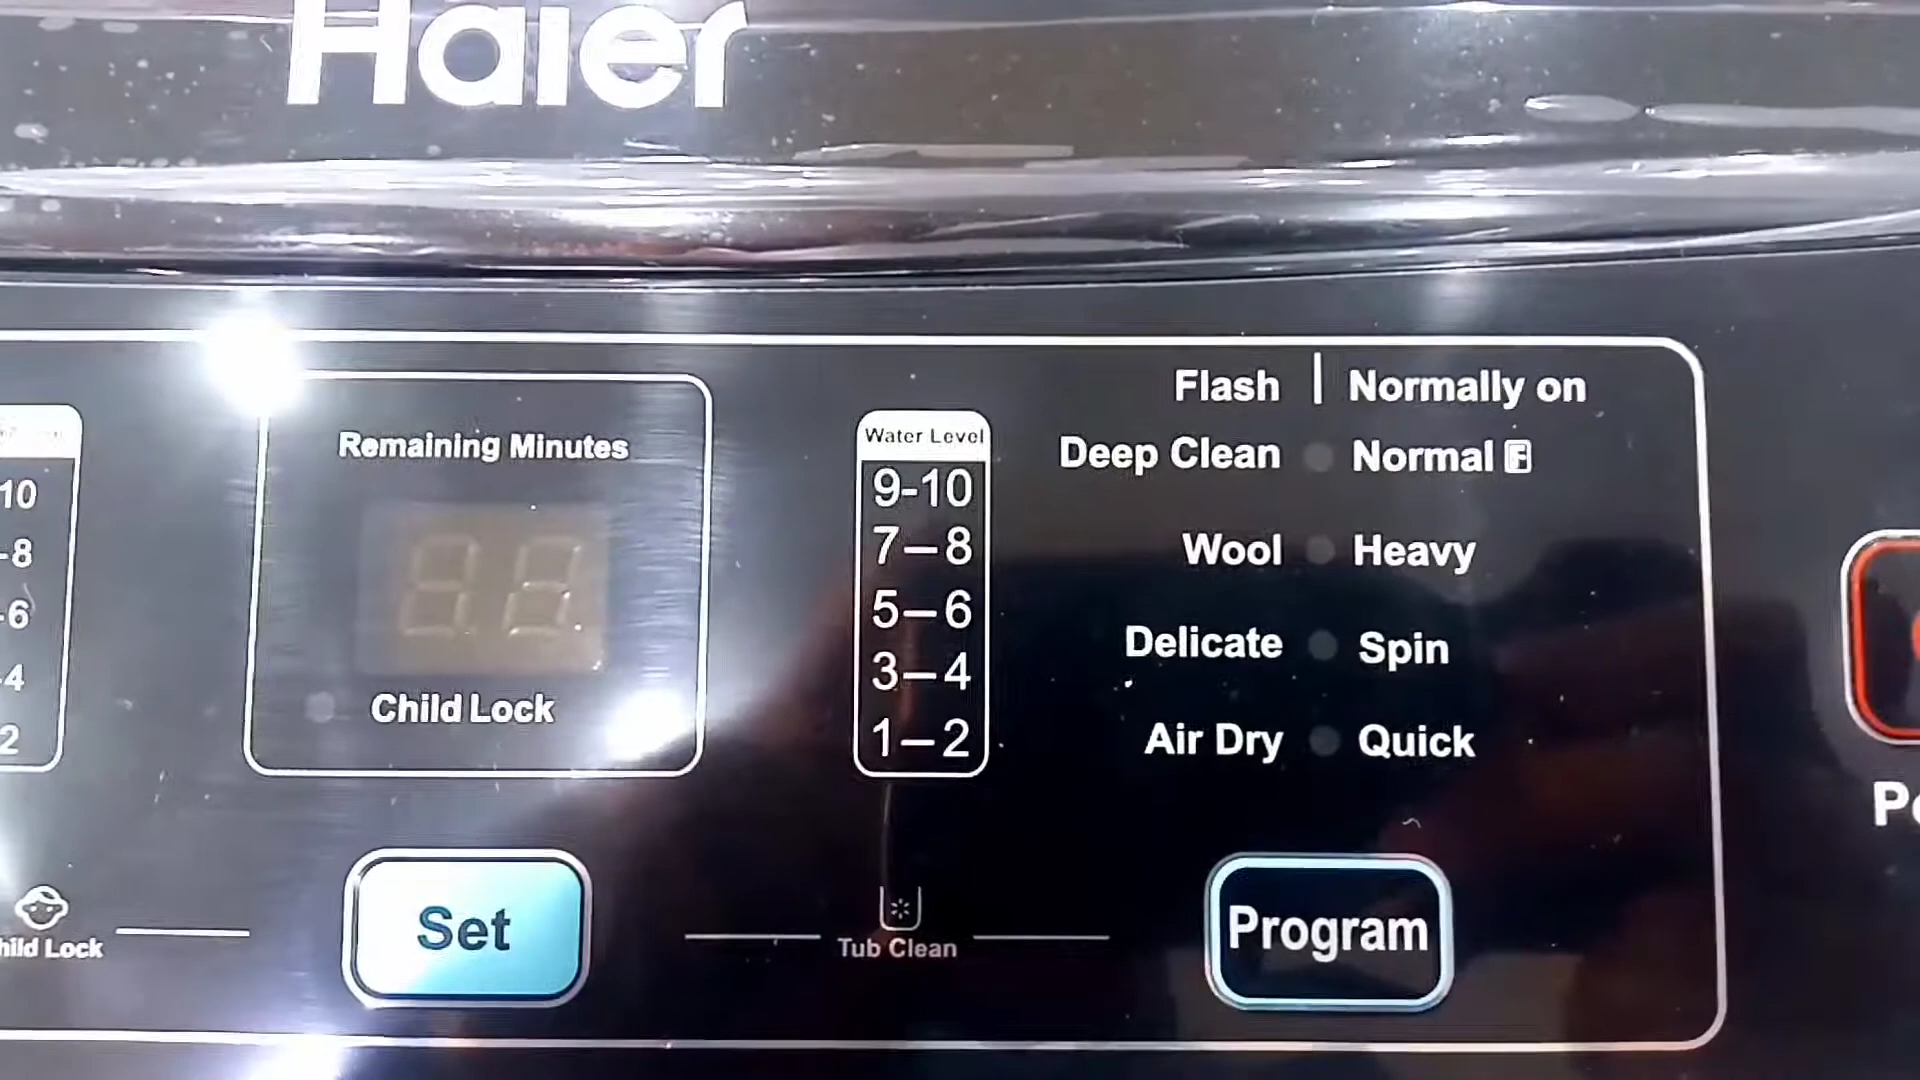 Haier
Flash | Normally on
Remaining Minutes
Water Level
Deep Clean Normal F
9-10
10
7–8
-8
Wool Heavy
5–6
-6
Delicate Spin
3–4
-4
Child Lock
1–2
2
Air Dry Quick
Set
Program
hild Lock
Tub Clean